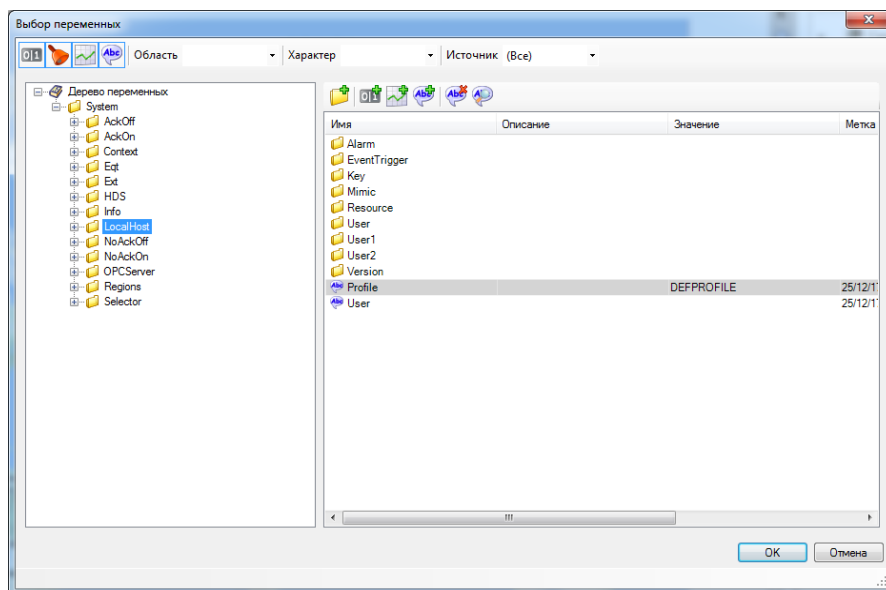 Выбор переменных
Abc Область Характер Источник (Все)
Дерево переменных
System
AckOff
AckOn
Context
Eqt
Ext
HDS
Info
LocalHost
NoAckOff
NoAckOn
OPCServer
Regions
Selector
Имя Описание Значение Метка
Alarm
EventTrigger
Key
Mimic
Resource
User
User1
User2
Version
Profile DEFPROFILE 25/12/1
User 25/12/1
OK Отмена